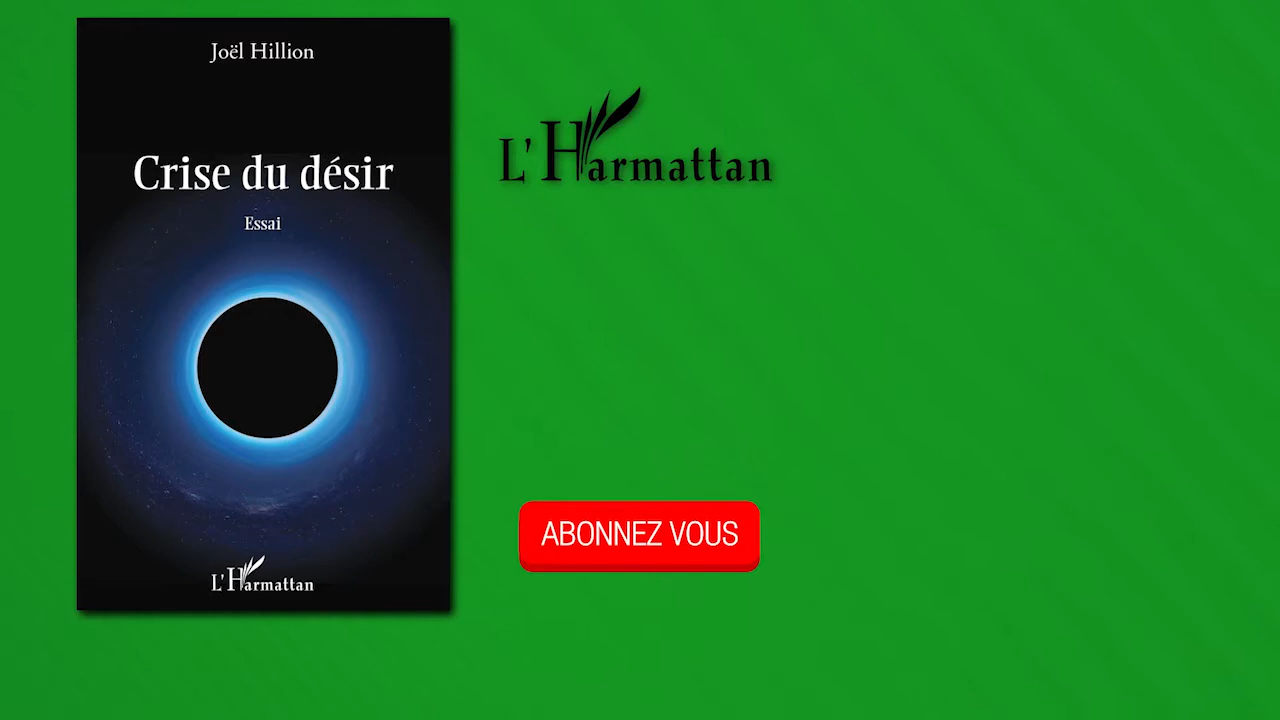 Joël Hillion
Crise du désir
Essai
L'Harmattan
L'Harmattan
ABONNEZ VOUS